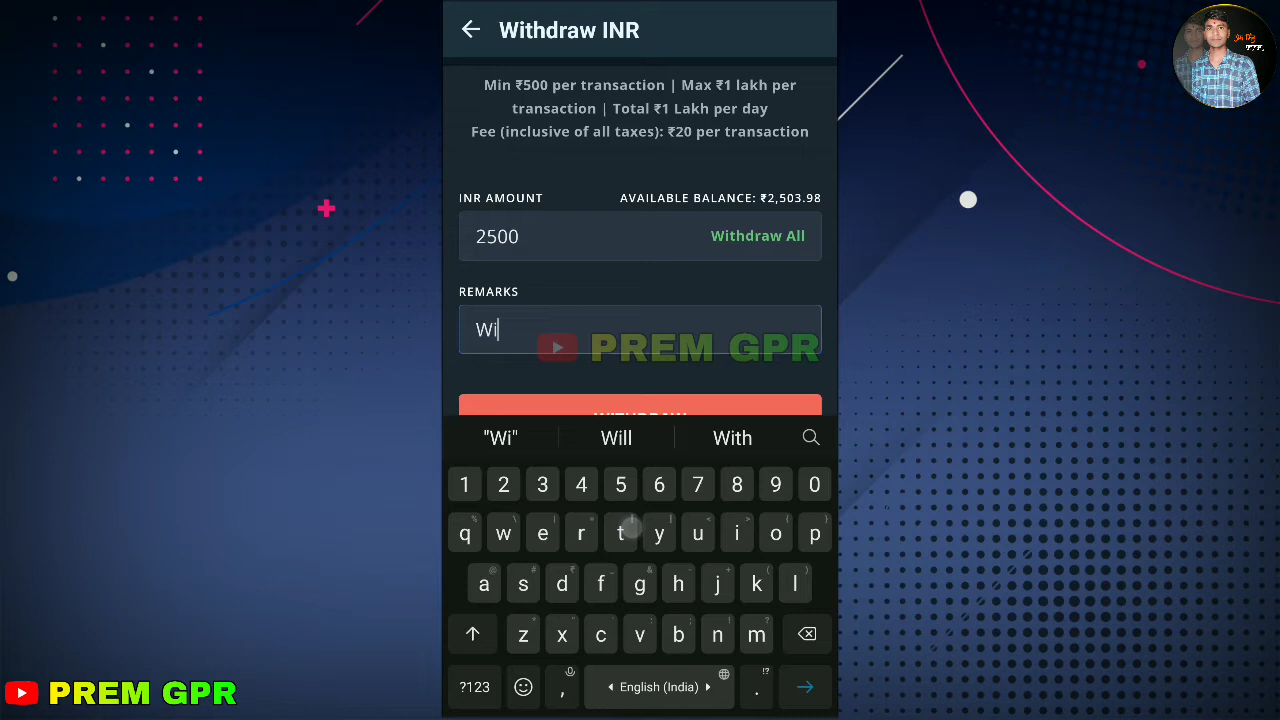 Withdraw INR
Min ₹500 per transaction | Max ₹1 lakh per
transaction | Total ₹1 Lakh per day
Fee (inclusive of all taxes): ₹20 per transaction
INR AMOUNT AVAILABLE BALANCE: ₹2,503.98
2500 Withdraw All
REMARKS
Wi
PREM GPR
WITHDRAW
"Wi" Will With
1 2 3 4 5 6 7 8 9 0
q w e r t y u i o p
a s d f g h j k l
z x c v b n m
?123 , English (India) .
PREM GPR